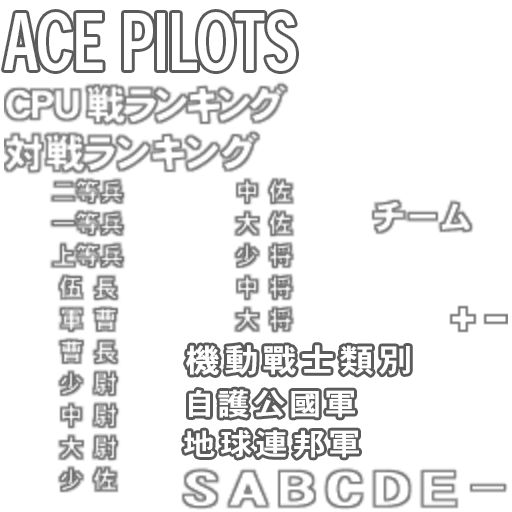 ACE PILOTS
CPU戦ランキング
対戦ランキング
二等兵
一等兵
上等兵
伍長
軍曹
曹長
少尉
中尉
大尉
少佐
中佐
大佐
少将
中将
大将
チーム
+-
機動戰士類別
自護公國軍
地球連邦軍
SABCDE-